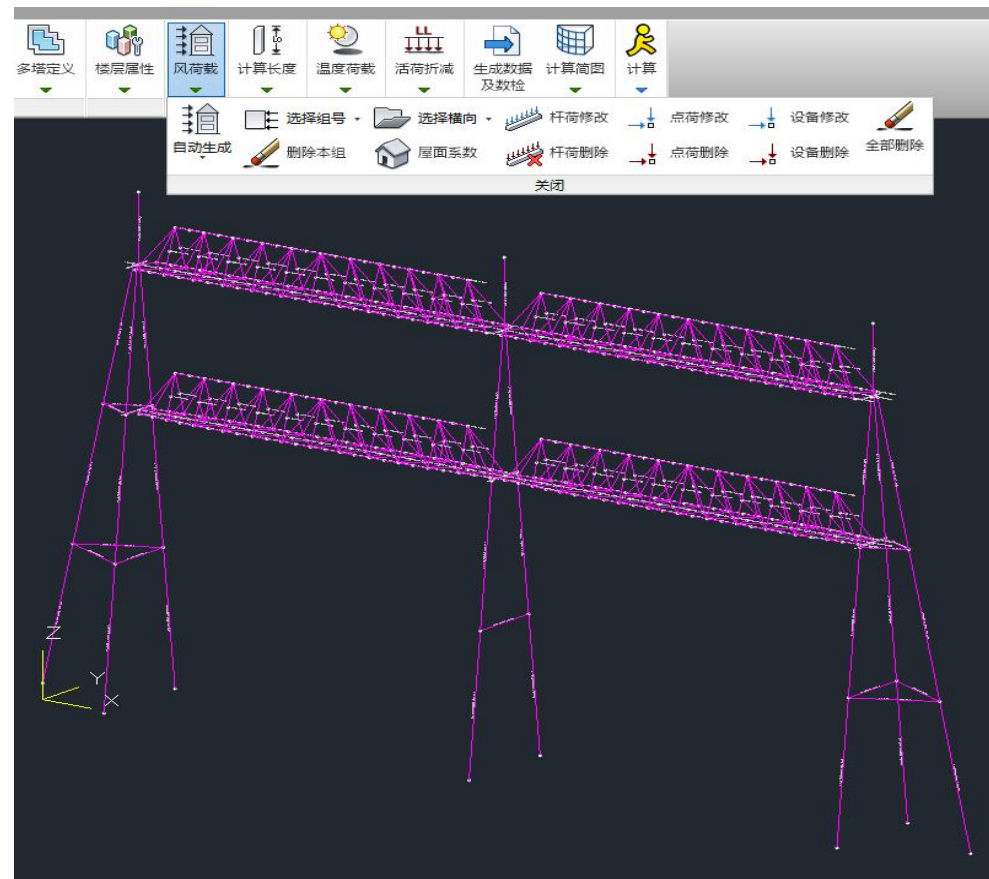 多塔定义 楼层属性 风荷载 计算长度 温度荷载 活荷折减 生成数据及数检 计算简图 计算
LL
自动生成 选择组号 选择横向 杆荷修改 点荷修改 设备修改 全部删除
删除本组 屋面系数 杆荷删除 点荷删除 设备删除
关闭
Z
Y
X